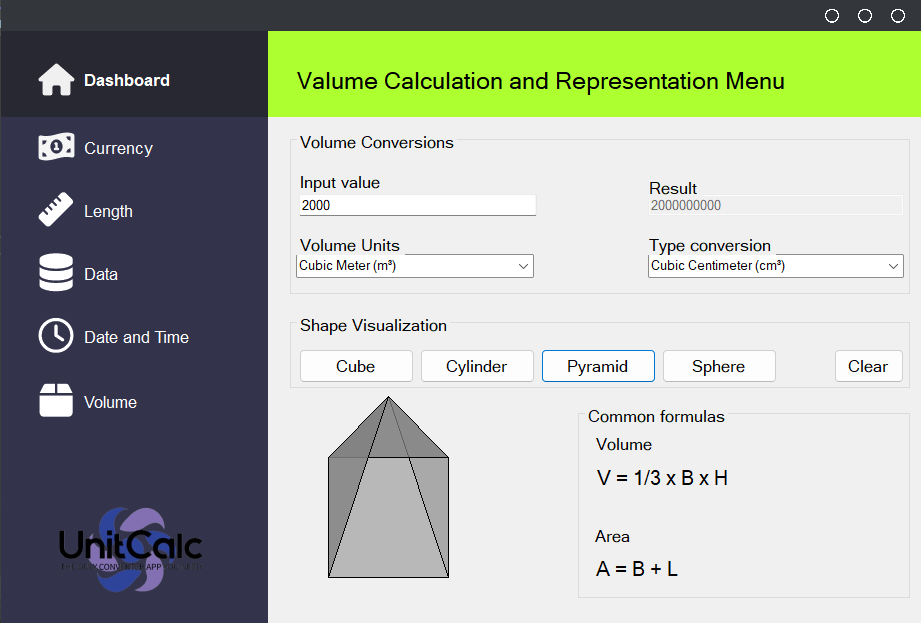 Dashboard
Valume Calculation and Representation Menu
Currency
Length
Data
Date and Time
Volume
UnitCalc
Volume Conversions
Input value
2000
Result
2000000000
Volume Units
Cubic Meter (m³)
Type conversion
Cubic Centimeter (cm³)
Shape Visualization
Cube
Cylinder
Pyramid
Sphere
Clear
Common formulas
Volume
V = 1/3 x B x H
Area
A = B + L